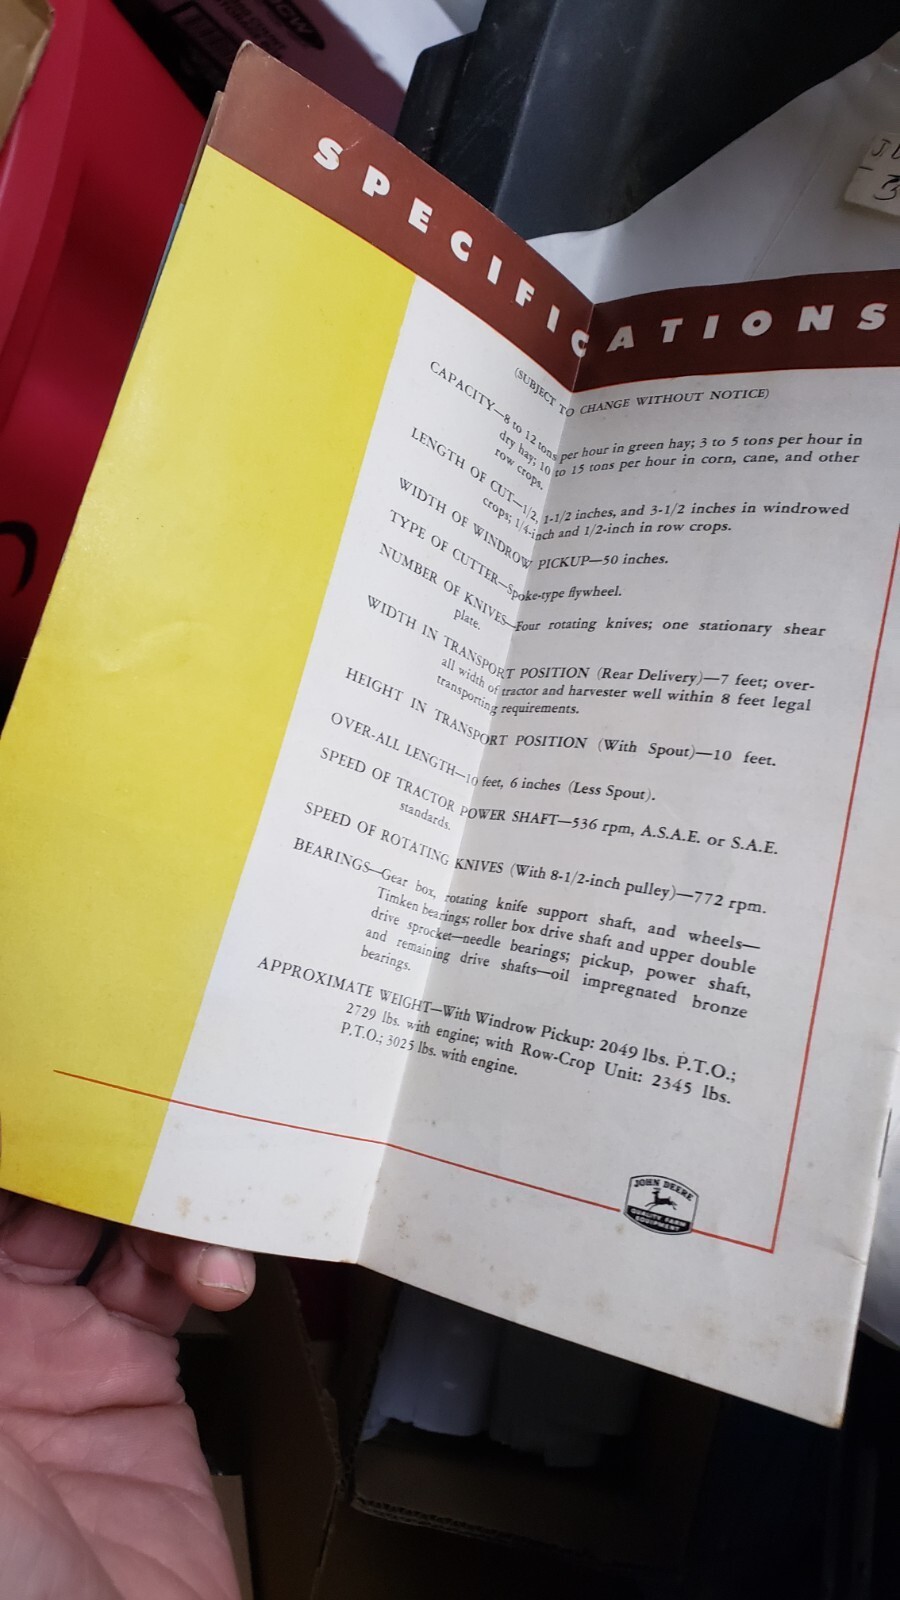 SPECIFICATIONS
(SUBJECT TO CHANGE WITHOUT NOTICE)
CAPACITY—8 to 12 tons per hour in green hay; 3 to 5 tons per hour in
dry hay; 10 to 15 tons per hour in corn, cane, and other
row crops.
LENGTH OF CUT—1/2, 1-1/2 inches, and 3-1/2 inches in windrowed
crops; 1/4-inch and 1/2-inch in row crops.
WIDTH OF WINDROW PICKUP—50 inches.
TYPE OF CUTTER—Spoke-type flywheel.
NUMBER OF KNIVES—Four rotating knives; one stationary shear
plate.
WIDTH IN TRANSPORT POSITION (Rear Delivery)—7 feet; over-
all width of tractor and harvester well within 8 feet legal
transporting requirements.
HEIGHT IN TRANSPORT POSITION (With Spout)—10 feet.
OVER-ALL LENGTH—10 feet, 6 inches (Less Spout).
SPEED OF TRACTOR POWER SHAFT—536 rpm, A.S.A.E. or S.A.E.
standards.
SPEED OF ROTATING KNIVES (With 8-1/2-inch pulley)—772 rpm.
BEARINGS—Gear box, rotating knife support shaft, and wheels—
Timken bearings; roller box drive shaft and upper double
drive sprocket—needle bearings; pickup, power shaft,
and remaining drive shafts—oil impregnated bronze
bearings.
APPROXIMATE WEIGHT—With Windrow Pickup: 2049 lbs. P.T.O.;
2729 lbs. with engine; with Row-Crop Unit: 2345 lbs.
P.T.O.; 3025 lbs. with engine.
JOHN DEERE
QUALITY FARM
EQUIPMENT